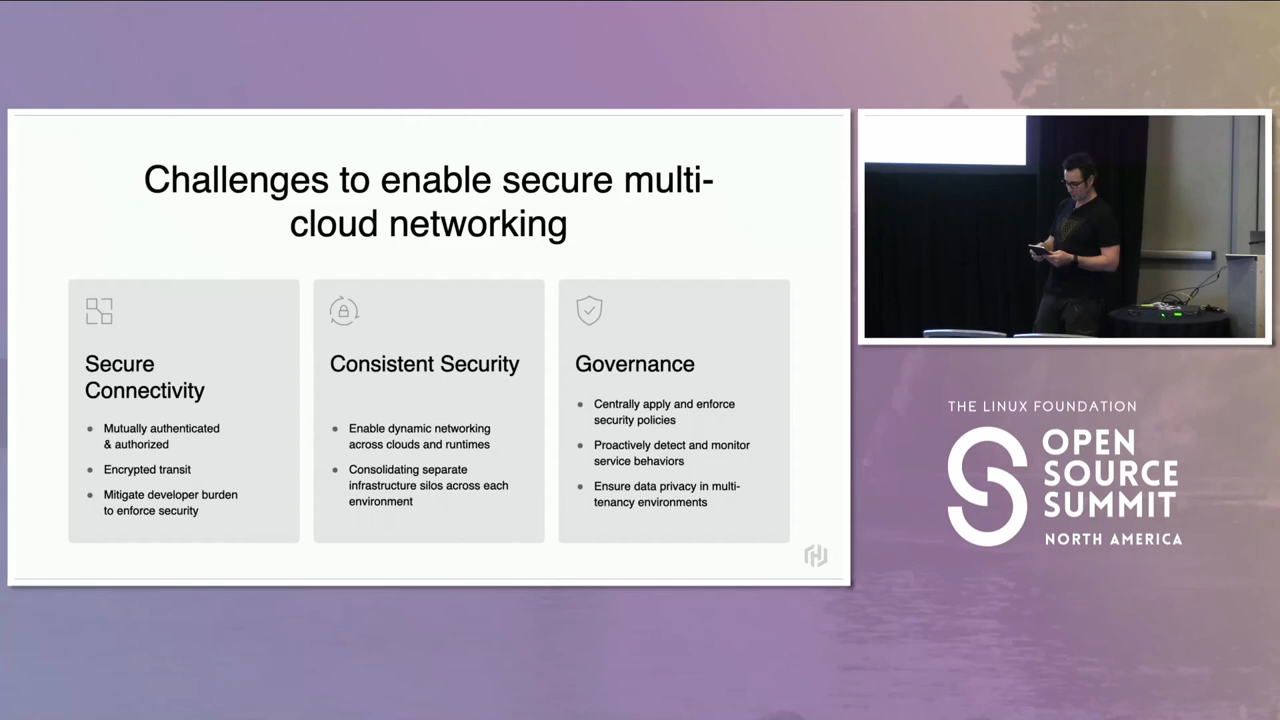 Challenges to enable secure multi-
cloud networking
Secure
Connectivity
Mutually authenticated
& authorized
Encrypted transit
Mitigate developer burden
to enforce security
Consistent Security
Enable dynamic networking
across clouds and runtimes
Consolidating separate
infrastructure silos across each
environment
Governance
Centrally apply and enforce
security policies
Proactively detect and monitor
service behaviors
Ensure data privacy in multi-
tenancy environments
THE LINUX FOUNDATION
OPEN
SOURCE
SUMMIT
NORTH AMERICA